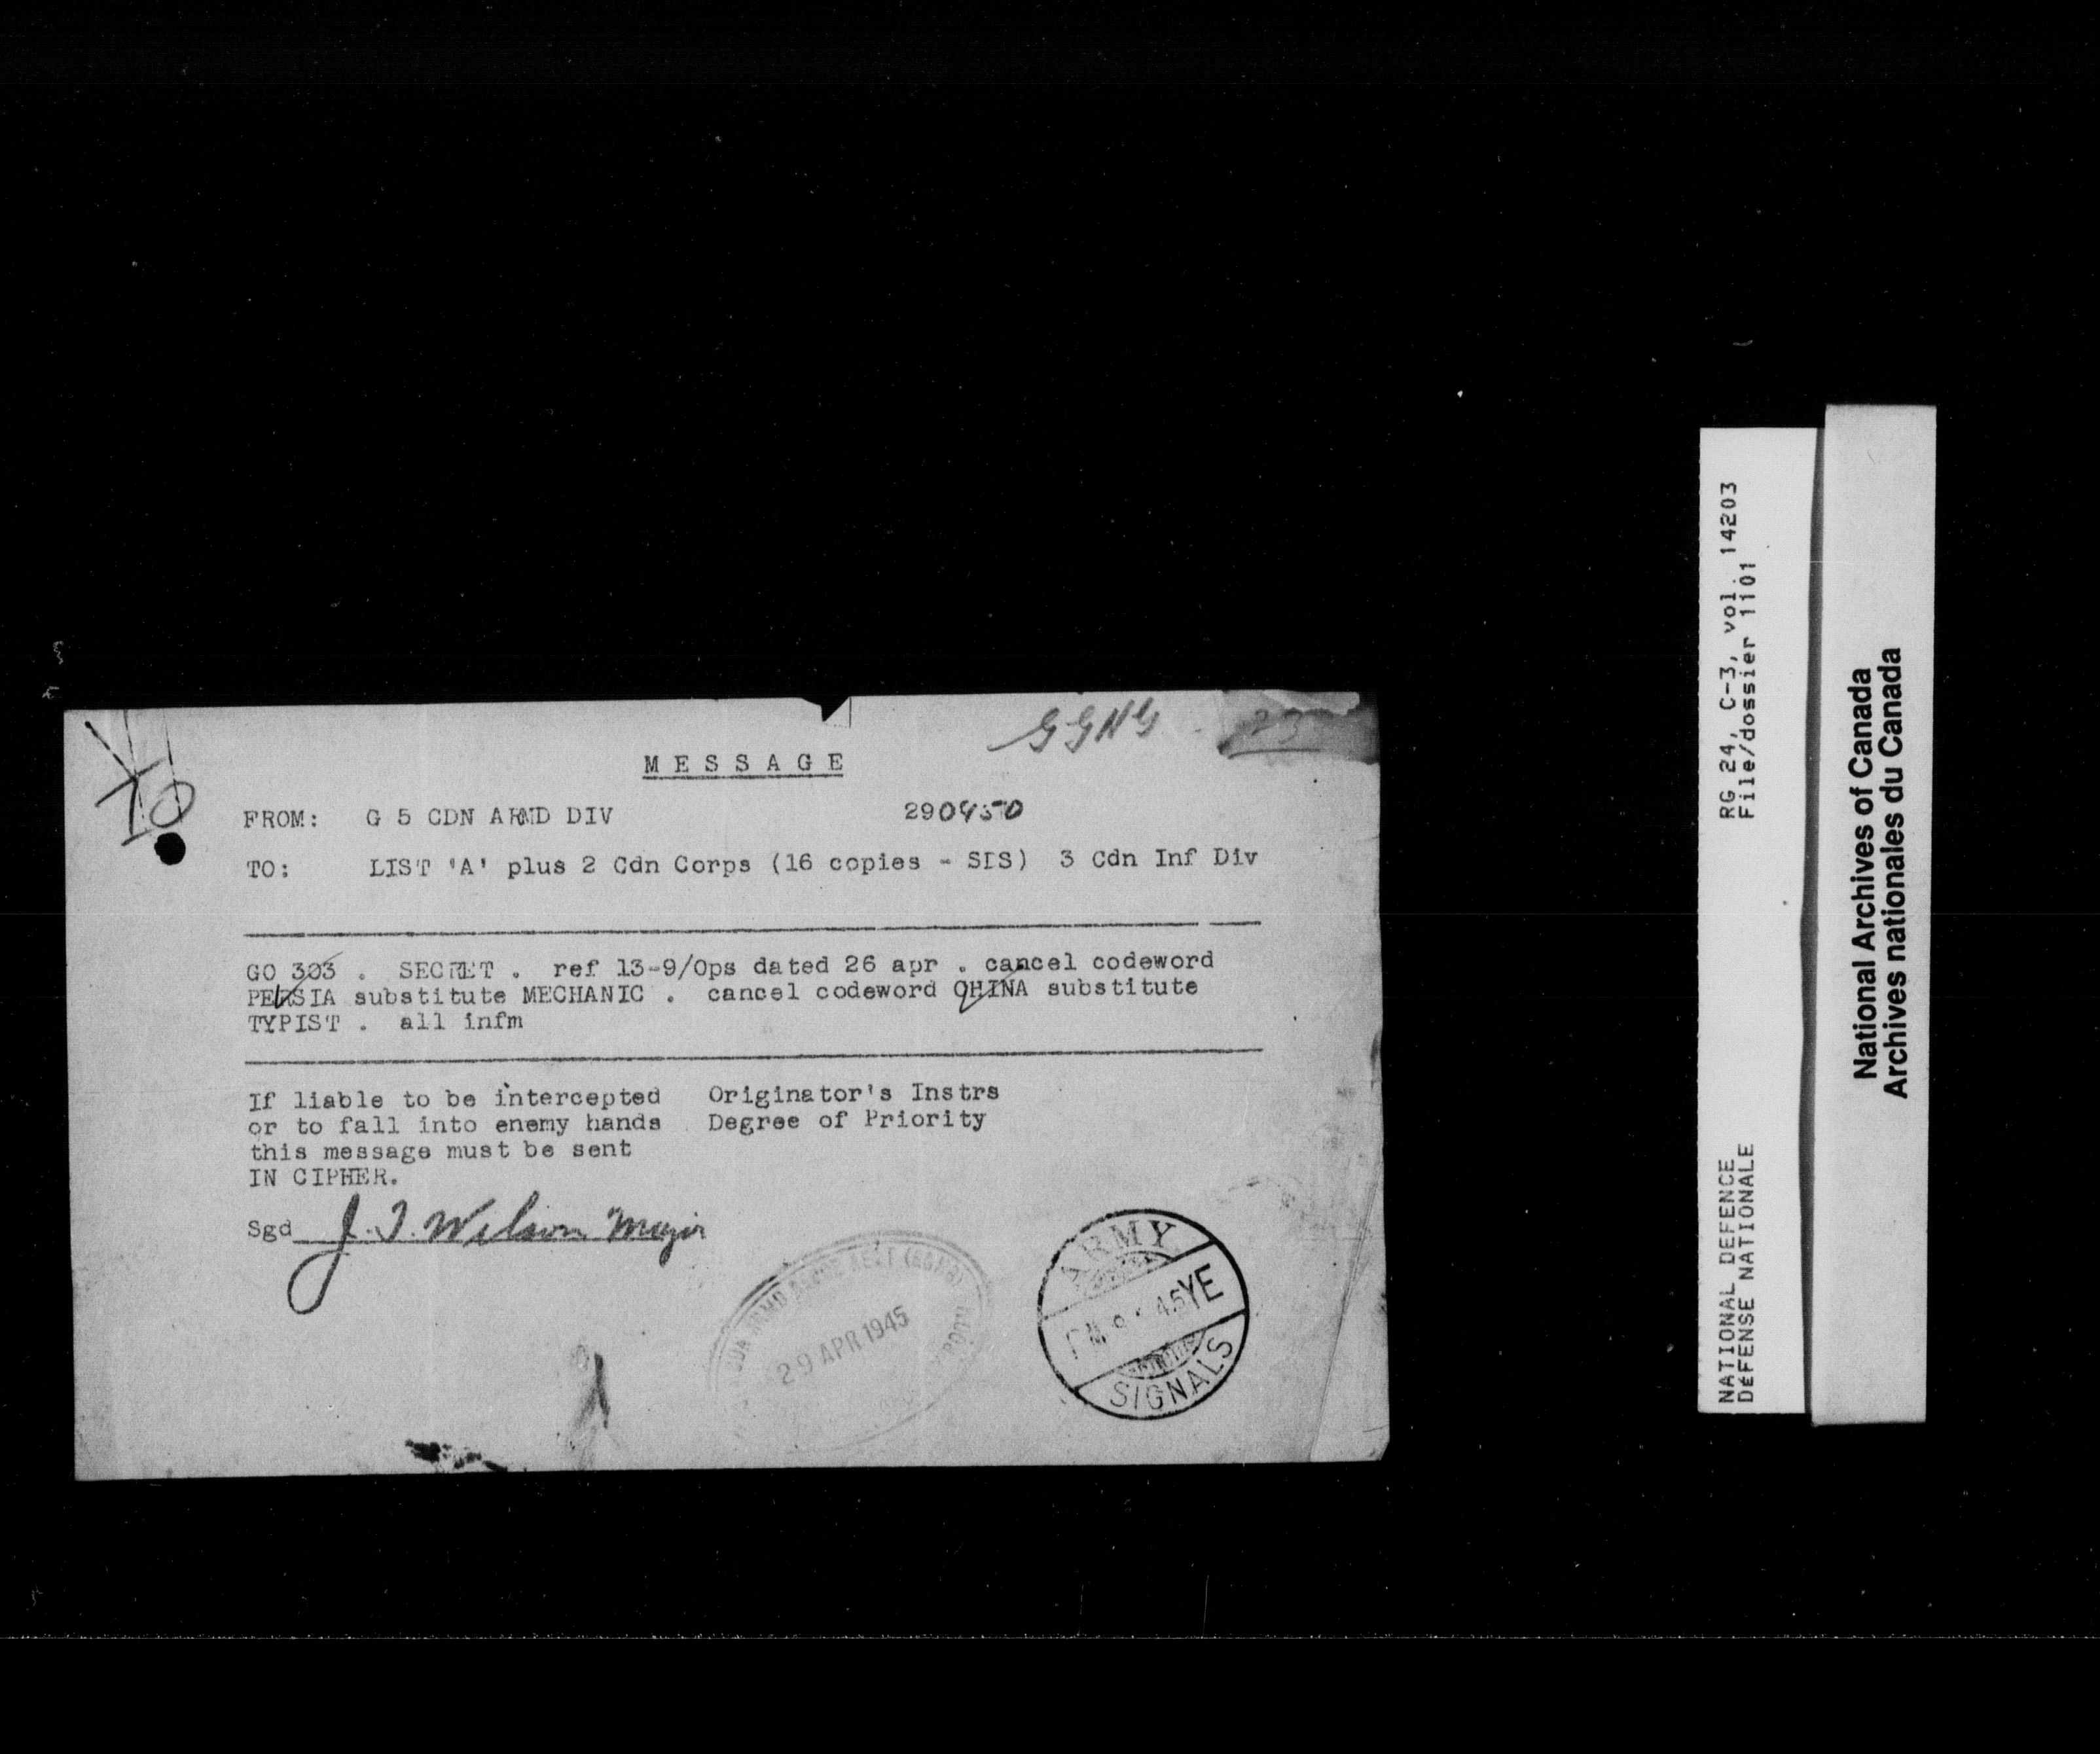 GGHG
MESSAGE
FROM: G 5 CDN ARMD DIV 290950
TO: LIST 'A' plus 2 Cdn Corps (16 copies - SDS) 3 Cdn Inf Div
GO 303 . SECRET . ref 13-9/Ops dated 26 apr . cancel codeword
PERSIA substitute MECHANIC . cancel codeword CHINA substitute
TYPIST . all infm
If liable to be intercepted Originator's Instrs
or to fall into enemy hands Degree of Priority
this message must be sent
IN CIPHER.
Sgd J. T. Wilson Major
29 APR 1945
ARMY
YE
SIGNALS
RG 24, C-3, vol. 14203
File/dossier 1101
NATIONAL DEFENCE
DÉFENSE NATIONALE
National Archives of Canada
Archives nationales du Canada